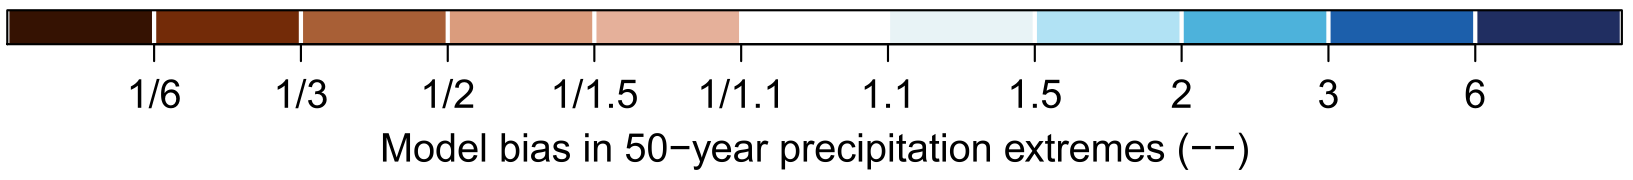 1/6 1/3 1/2 1/1.5 1/1.1 1.1 1.5 2 3 6
Model bias in 50−year precipitation extremes (−−)